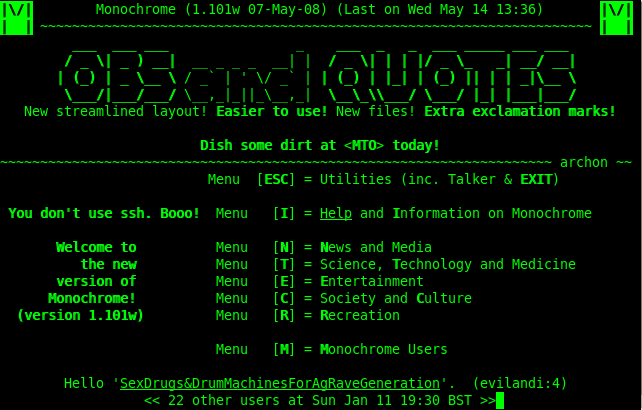 Monochrome (1.101w 07-May-08) (Last on Wed May 14 13:36)
OBS and QUOTES
New streamlined layout! Easier to use! New files! Extra exclamation marks!
Dish some dirt at <MTO> today!
archon
Menu [ESC] = Utilities (inc. Talker & EXIT)
You don't use ssh. Booo! Menu [I] = Help and Information on Monochrome
Welcome to Menu [N] = News and Media
the new Menu [T] = Science, Technology and Medicine
version of Menu [E] = Entertainment
Monochrome! Menu [C] = Society and Culture
(version 1.101w) Menu [R] = Recreation
Menu [M] = Monochrome Users
Hello 'SexDrugs&DrumMachinesForAgRaveGeneration'. (evilandi:4)
<< 22 other users at Sun Jan 11 19:30 BST >>